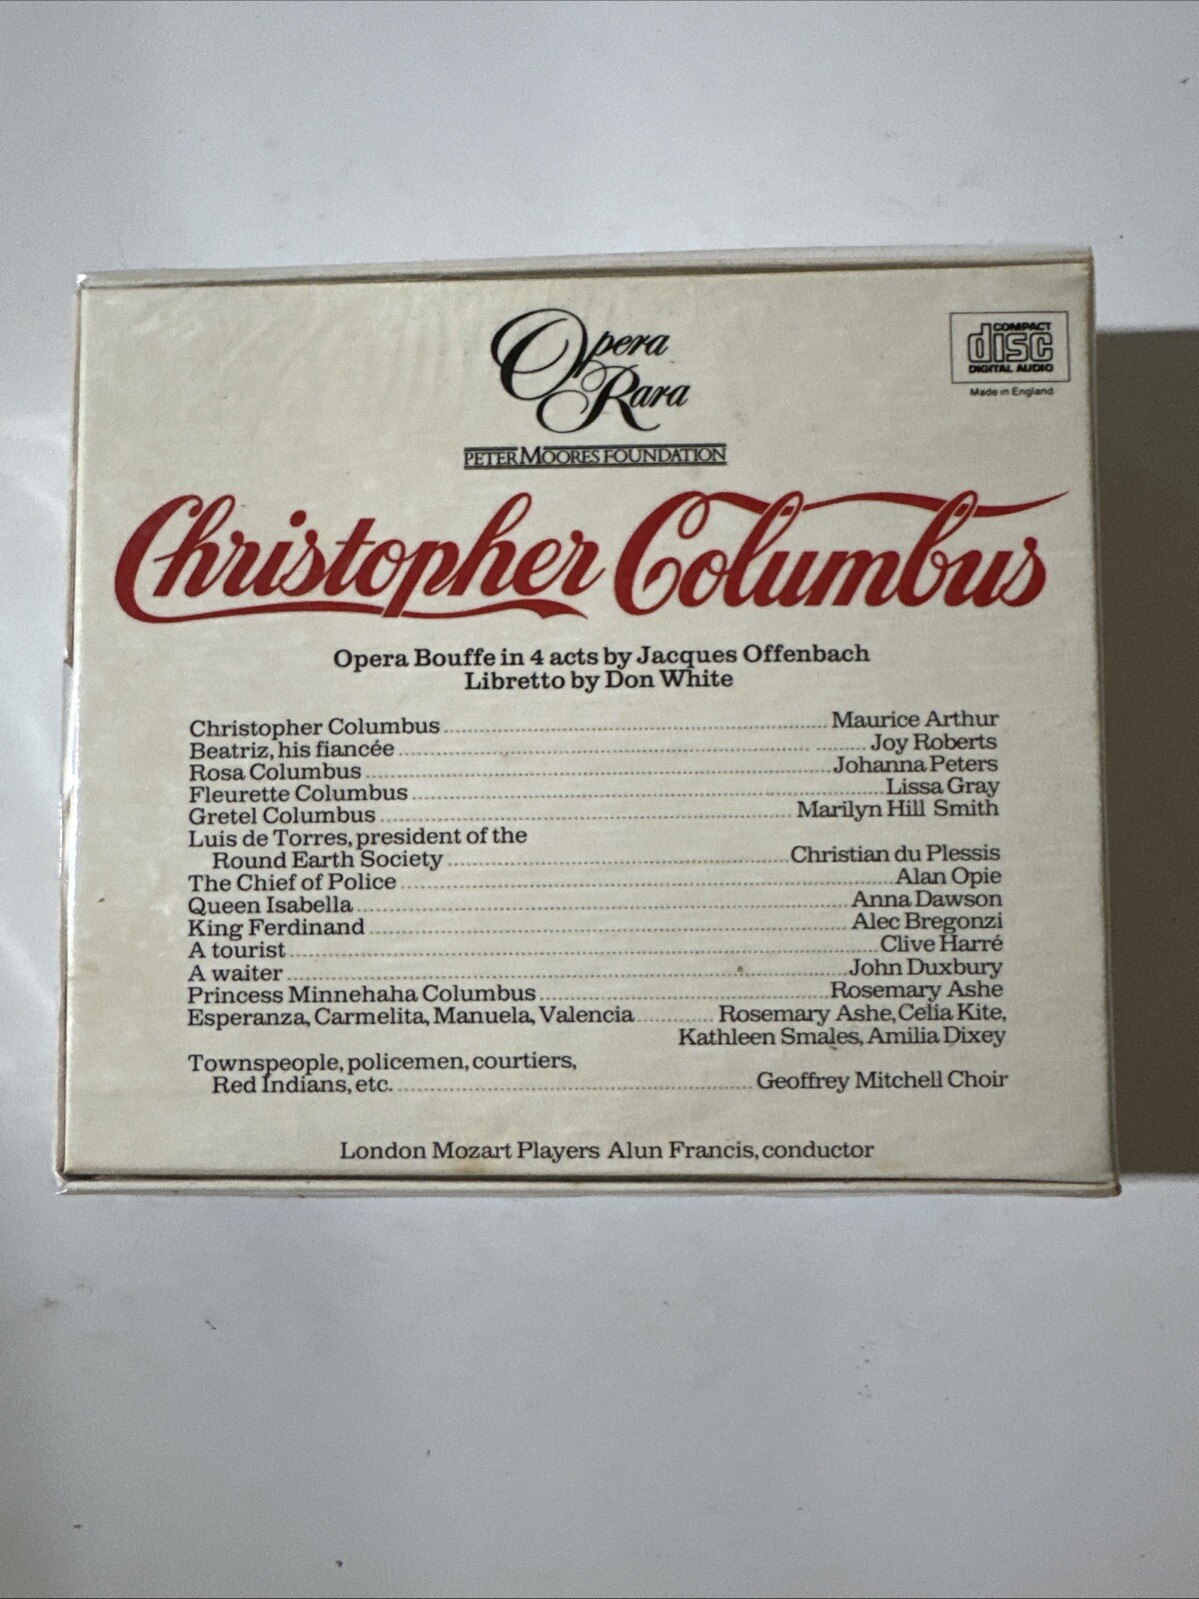 Opera
Rara
PETER MOORES FOUNDATION
COMPACT
disc
DIGITAL AUDIO
Made in England
Christopher Columbus
Opera Bouffe in 4 acts by Jacques Offenbach
Libretto by Don White
Christopher Columbus Maurice Arthur
Beatriz, his fiancée Joy Roberts
Rosa Columbus Johanna Peters
Fleurette Columbus Lissa Gray
Gretel Columbus Marilyn Hill Smith
Luis de Torres, president of the
Round Earth Society Christian du Plessis
The Chief of Police Alan Opie
Queen Isabella Anna Dawson
King Ferdinand Alec Bregonzi
A tourist Clive Harré
A waiter John Duxbury
Princess Minnehaha Columbus Rosemary Ashe
Esperanza, Carmelita, Manuela, Valencia Rosemary Ashe, Celia Kite,
Kathleen Smales, Amilia Dixey
Townspeople, policemen, courtiers,
Red Indians, etc. Geoffrey Mitchell Choir
London Mozart Players Alun Francis, conductor